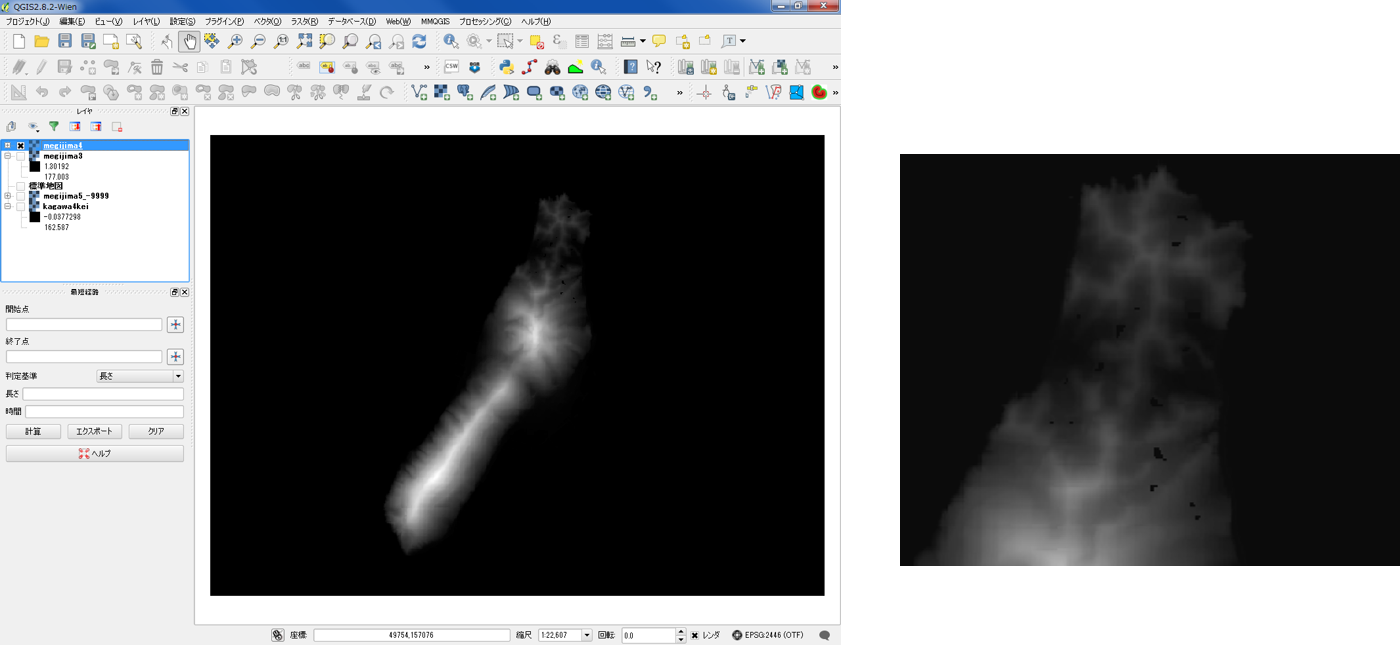 QGIS2.8.2-Wien
プロジェクト(J) 編集(E) ビュー(V) レイヤ(L) 設定(S) プラグイン(P) ベクタ(O) ラスタ(R) データベース(D) Web(W) MMQGIS プロセッシング(C) ヘルプ(H)
abc abc abc abc abc » CSW »
» »
レイヤ
megijima4
megijima3
1.30192
177.003
標準地図
megijima5_-9999
kagawa4kei
-0.0377298
162.587
最短経路
開始点
終了点
判定基準 長さ
長さ
時間
計算 エクスポート クリア
ヘルプ
座標: 49754,157076 縮尺 1:22,607 回転: 0.0 レンダ EPSG:2446 (OTF)